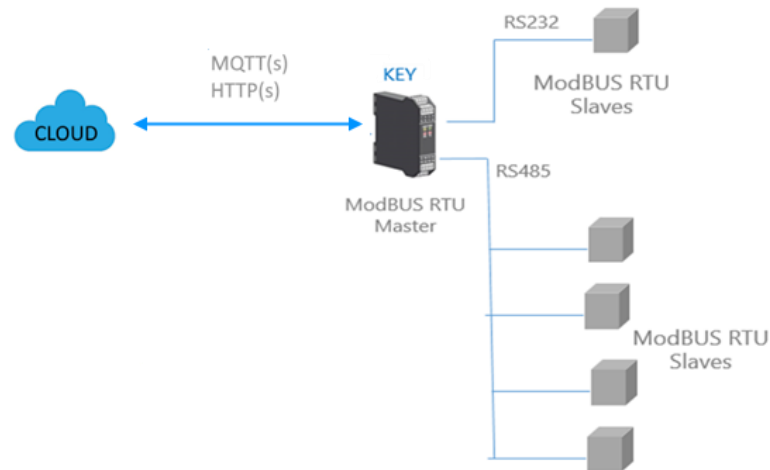 RS232
MQTT(s)
HTTP(s)
KEY
ModBUS RTU
Slaves
CLOUD
RS485
ModBUS RTU
Master
ModBUS RTU
Slaves